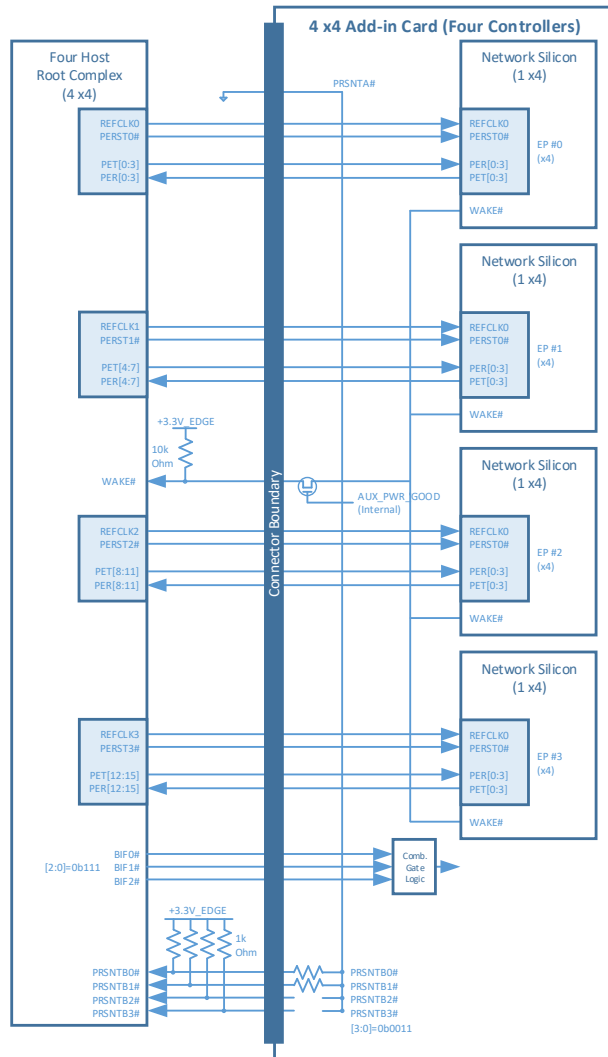 4 x4 Add-in Card (Four Controllers)
Four Host
Root Complex
(4 x4)
PRSNTA#
Network Silicon
(1 x4)
REFCLK0
PERST0#
PET[0:3]
PER[0:3]
REFCLK0
PERST0#
PER[0:3]
PET[0:3]
EP #0
(x4)
WAKE#
Network Silicon
(1 x4)
REFCLK1
PERST1#
PET[4:7]
PER[4:7]
REFCLK0
PERST0#
PER[0:3]
PET[0:3]
EP #1
(x4)
WAKE#
+3.3V_EDGE
10k
Ohm
WAKE#
Connector Boundary
AUX_PWR_GOOD
(Internal)
Network Silicon
(1 x4)
REFCLK2
PERST2#
PET[8:11]
PER[8:11]
REFCLK0
PERST0#
PER[0:3]
PET[0:3]
EP #2
(x4)
WAKE#
Network Silicon
(1 x4)
REFCLK3
PERST3#
PET[12:15]
PER[12:15]
REFCLK0
PERST0#
PER[0:3]
PET[0:3]
EP #3
(x4)
WAKE#
BIF0#
[2:0]=0b111 BIF1#
BIF2#
Comb.
Gate
Logic
+3.3V_EDGE
1k
Ohm
PRSNTB0#
PRSNTB1#
PRSNTB2#
PRSNTB3#
PRSNTB0#
PRSNTB1#
PRSNTB2#
PRSNTB3#
[3:0]=0b0011